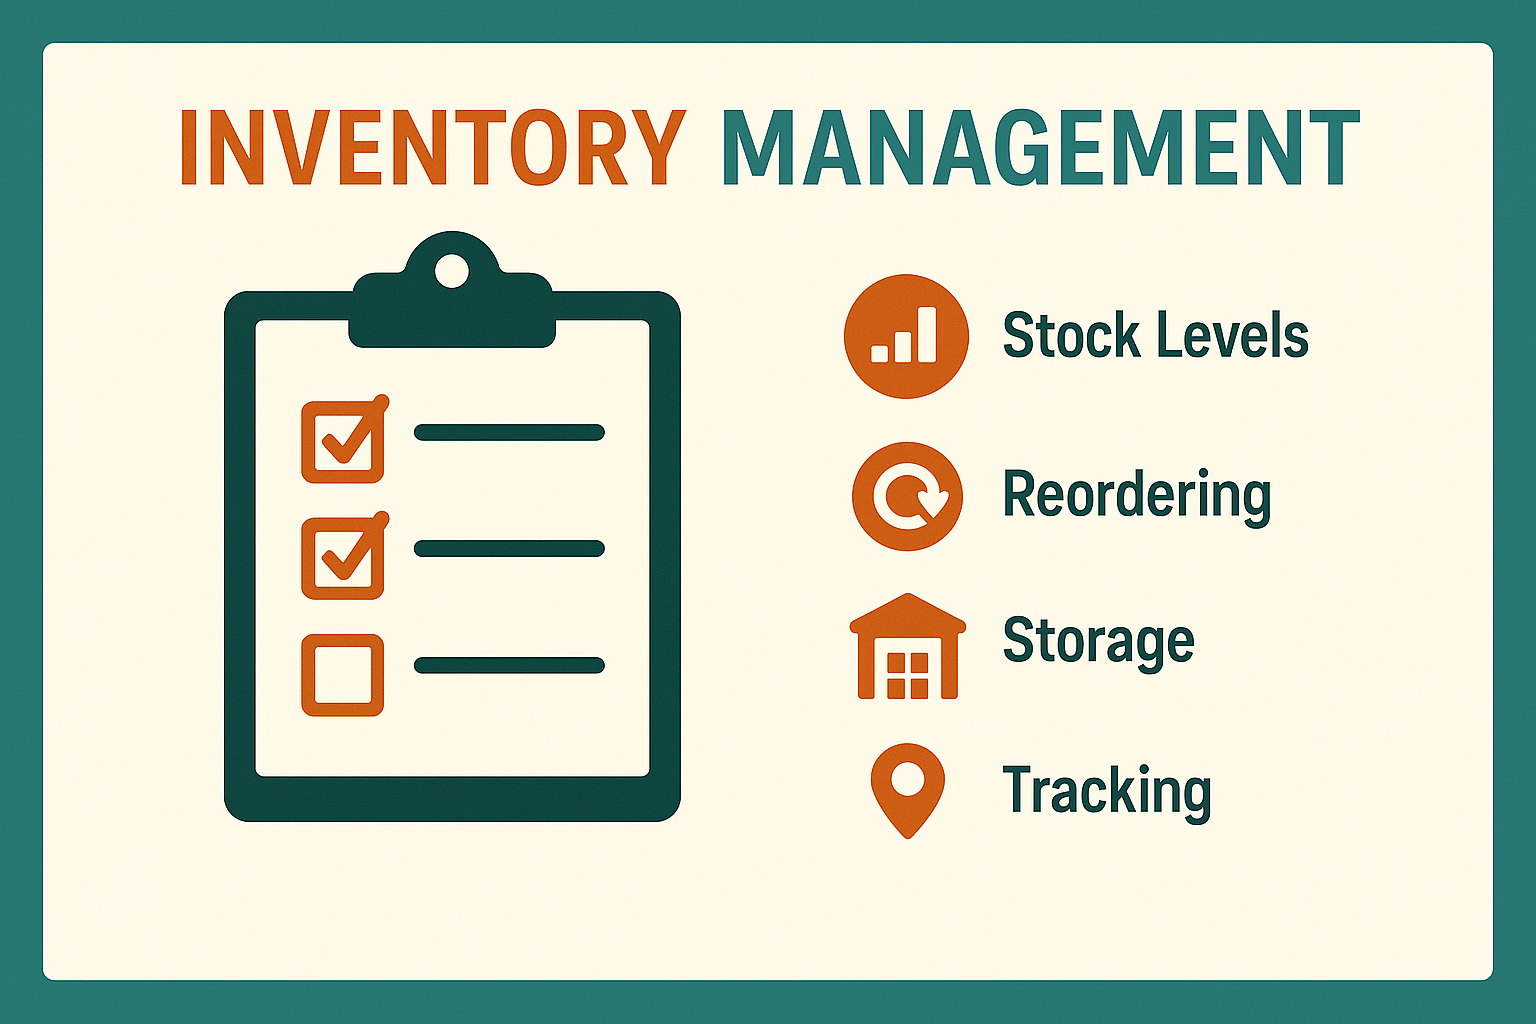 INVENTORY MANAGEMENT
Stock Levels
Reordering
Storage
Tracking